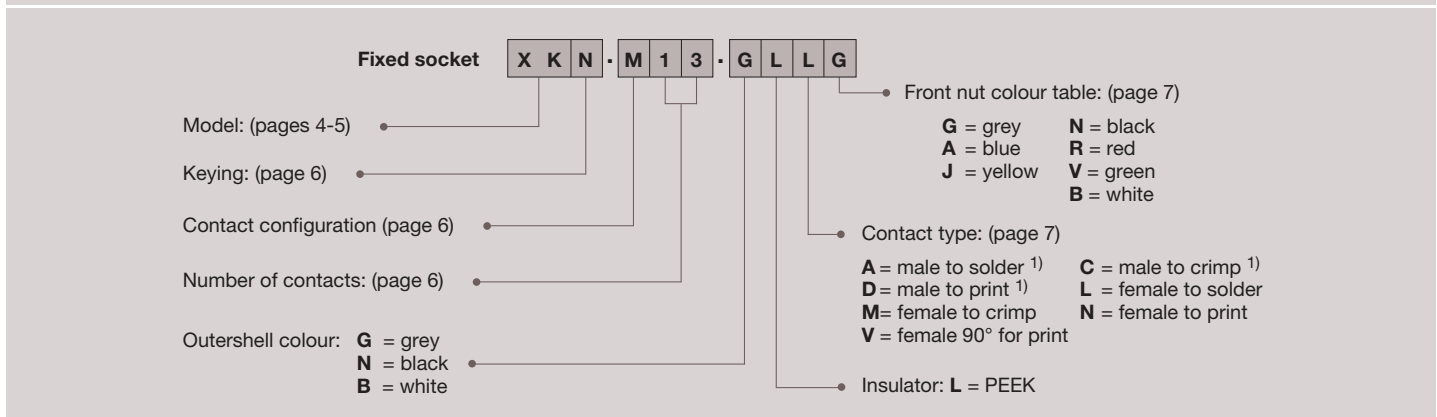 Fixed socket X K N · M 1 3 · G L L G
Model: (pages 4-5)
Keying: (page 6)
Contact configuration (page 6)
Number of contacts: (page 6)
Outershell colour: G = grey
N = black
B = white
Front nut colour table: (page 7)
G = grey N = black
A = blue R = red
J = yellow V = green
B = white
Contact type: (page 7)
A = male to solder 1) C = male to crimp 1)
D = male to print 1) L = female to solder
M= female to crimp N = female to print
V = female 90° for print
Insulator: L = PEEK